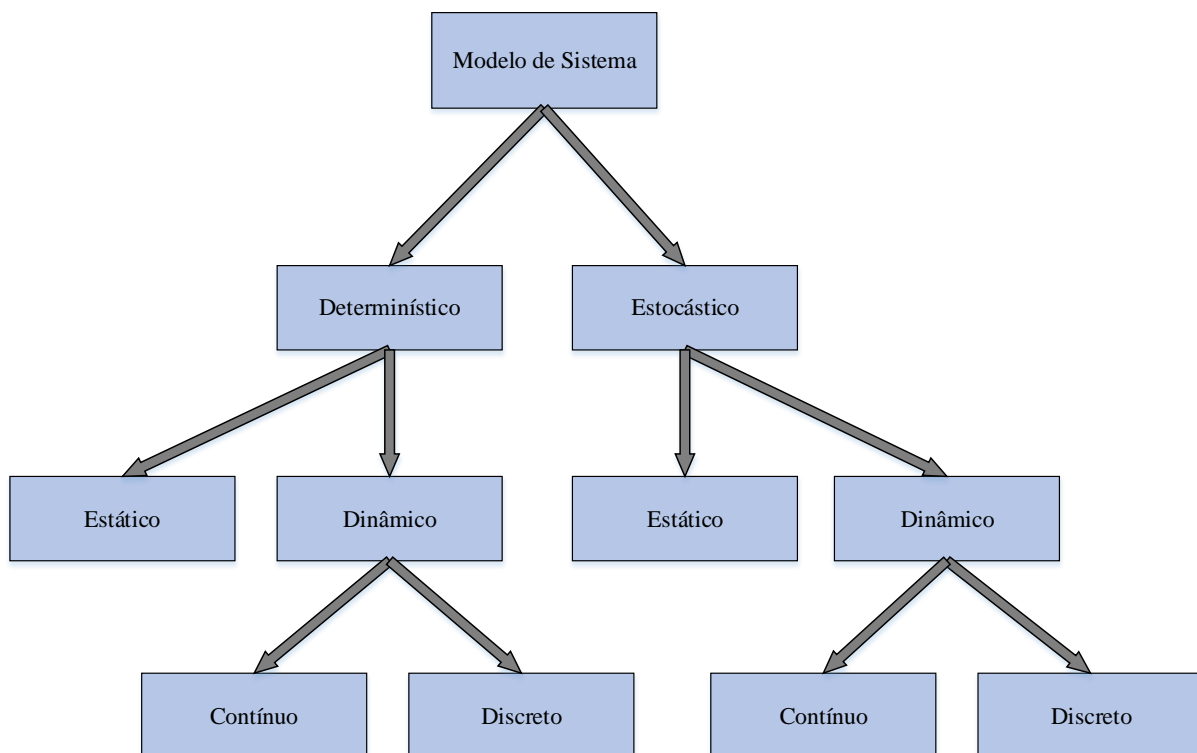 Modelo de Sistema
Determinístico
Estocástico
Estático
Dinâmico
Estático
Dinâmico
Contínuo
Discreto
Contínuo
Discreto